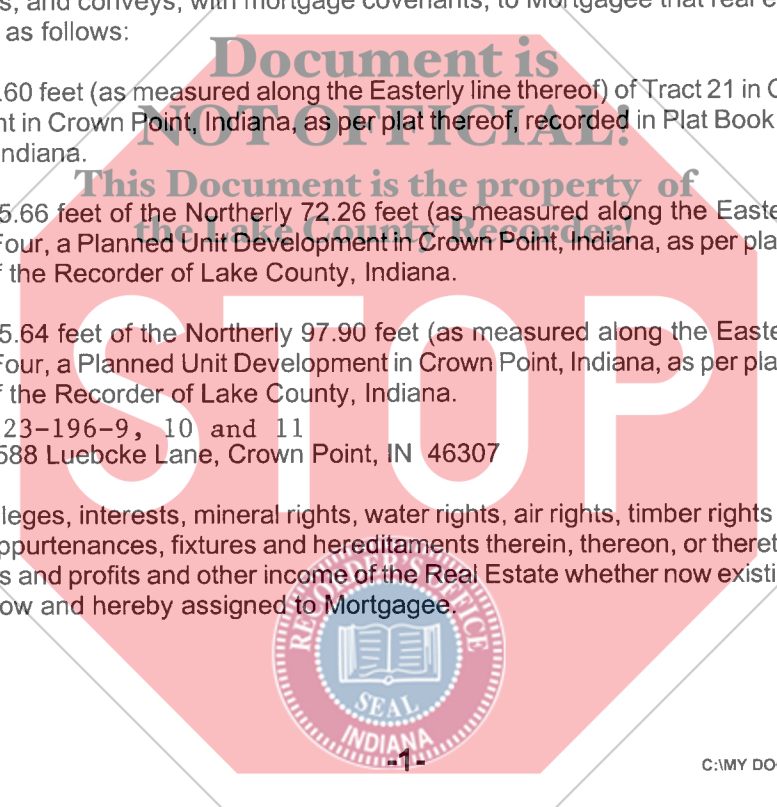 s, and conveys, with mortgage covenants, to Mortgagee that real e
as follows:
Document is
.60 feet (as measured along the Easterly line thereof) of Tract 21 in C
nt in Crown Point, Indiana, as per plat thereof, recorded in Plat Book
NOT OFFICIAL!
ndiana.
This Document is the property of
5.66 feet of the Northerly 72.26 feet (as measured along the Easte
the Lake County Recorder!
Four, a Planned Unit Development in Crown Point, Indiana, as per pla
f the Recorder of Lake County, Indiana.
5.64 feet of the Northerly 97.90 feet (as measured along the Easte
Four, a Planned Unit Development in Crown Point, Indiana, as per pla
f the Recorder of Lake County, Indiana.
STOP
23-196-9, 10 and 11
588 Luebcke Lane, Crown Point, IN 46307
leges, interests, mineral rights, water rights, air rights, timber rights
ppurtenances, fixtures and hereditaments therein, thereon, or theret
s and profits and other income of the Real Estate whether now existi
ow and hereby assigned to Mortgagee.
RECORDER'S OFFICE
SEAL
INDIANA
-1-
C:\MY DO